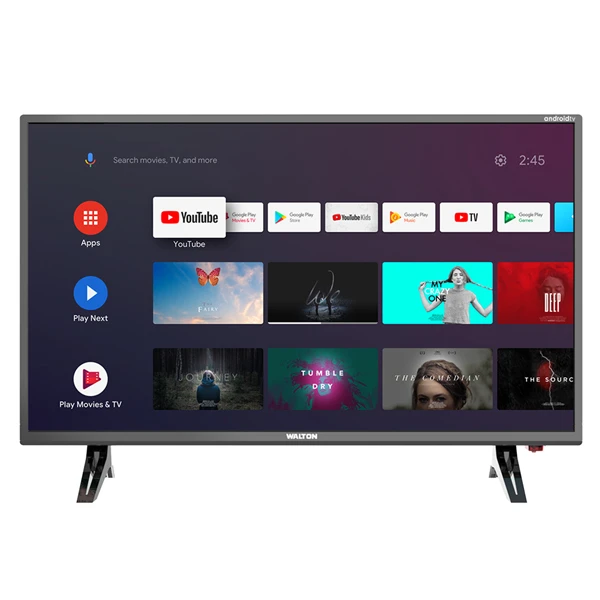 androidtv
Search movies, TV, and more
2:45
YouTube
Google Play
Movies & TV
Google Play
YouTube Kids
Google Play
Music
TV
Google Play
Games
Apps
YouTube
FAIRY
MY
CRAZY
ONE
DEEP
Play Next
JOURNEY
TUMBLE
DRY
THE COMEDIAN
THE SOURC
Play Movies & TV
WALTON